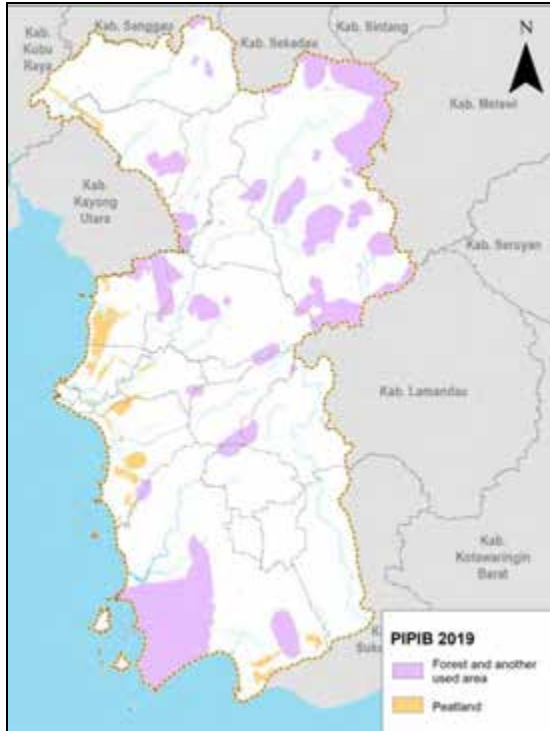 Kab. Sanggau
Kab. Sekadau
Kab. Sintang
Kab.
Kubu
Raya
N
Kab. Melawi
Kab.
Kayong
Utara
Kab. Seruyan
Kab. Lamandau
Kab.
Kotawaringin
Barat
PIPIB 2019
Forest and another
used area
Peatland